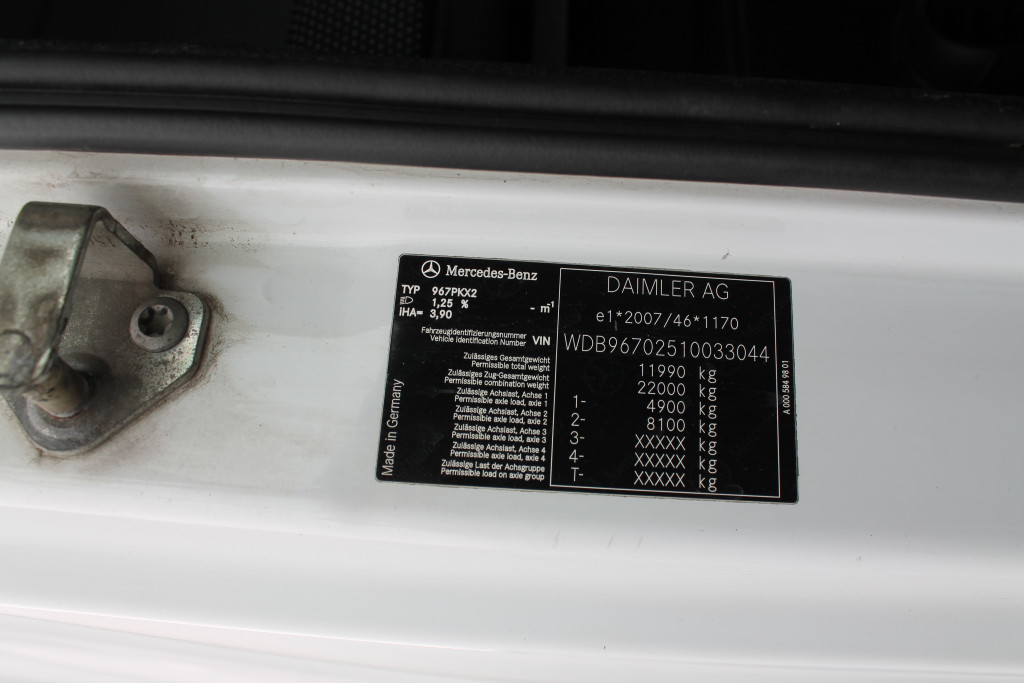 Mercedes-Benz
TYP 967PKX2
1,25 % - m-1
IHA= 3,90
Fahrzeugidentifizierungsnummer
Vehicle Identification Number VIN
Zulässiges Gesamtgewicht
Permissible total weight
Zulässiges Zug-Gesamtgewicht
Permissible combination weight
Zulässige Achslast, Achse 1
Permissible axle load, axle 1
Zulässige Achslast, Achse 2
Permissible axle load, axle 2
Zulässige Achslast, Achse 3
Permissible axle load, axle 3
Zulässige Achslast, Achse 4
Permissible axle load, axle 4
Zulässige Last der Achsgruppe
Permissible load on axle group
Made in Germany
DAIMLER AG
e1*2007/46*1170
WDB96702510033044
11990 kg
22000 kg
1- 4900 kg
2- 8100 kg
3- XXXXX kg
4- XXXXX kg
T- XXXXX kg
A 000 584 98 01